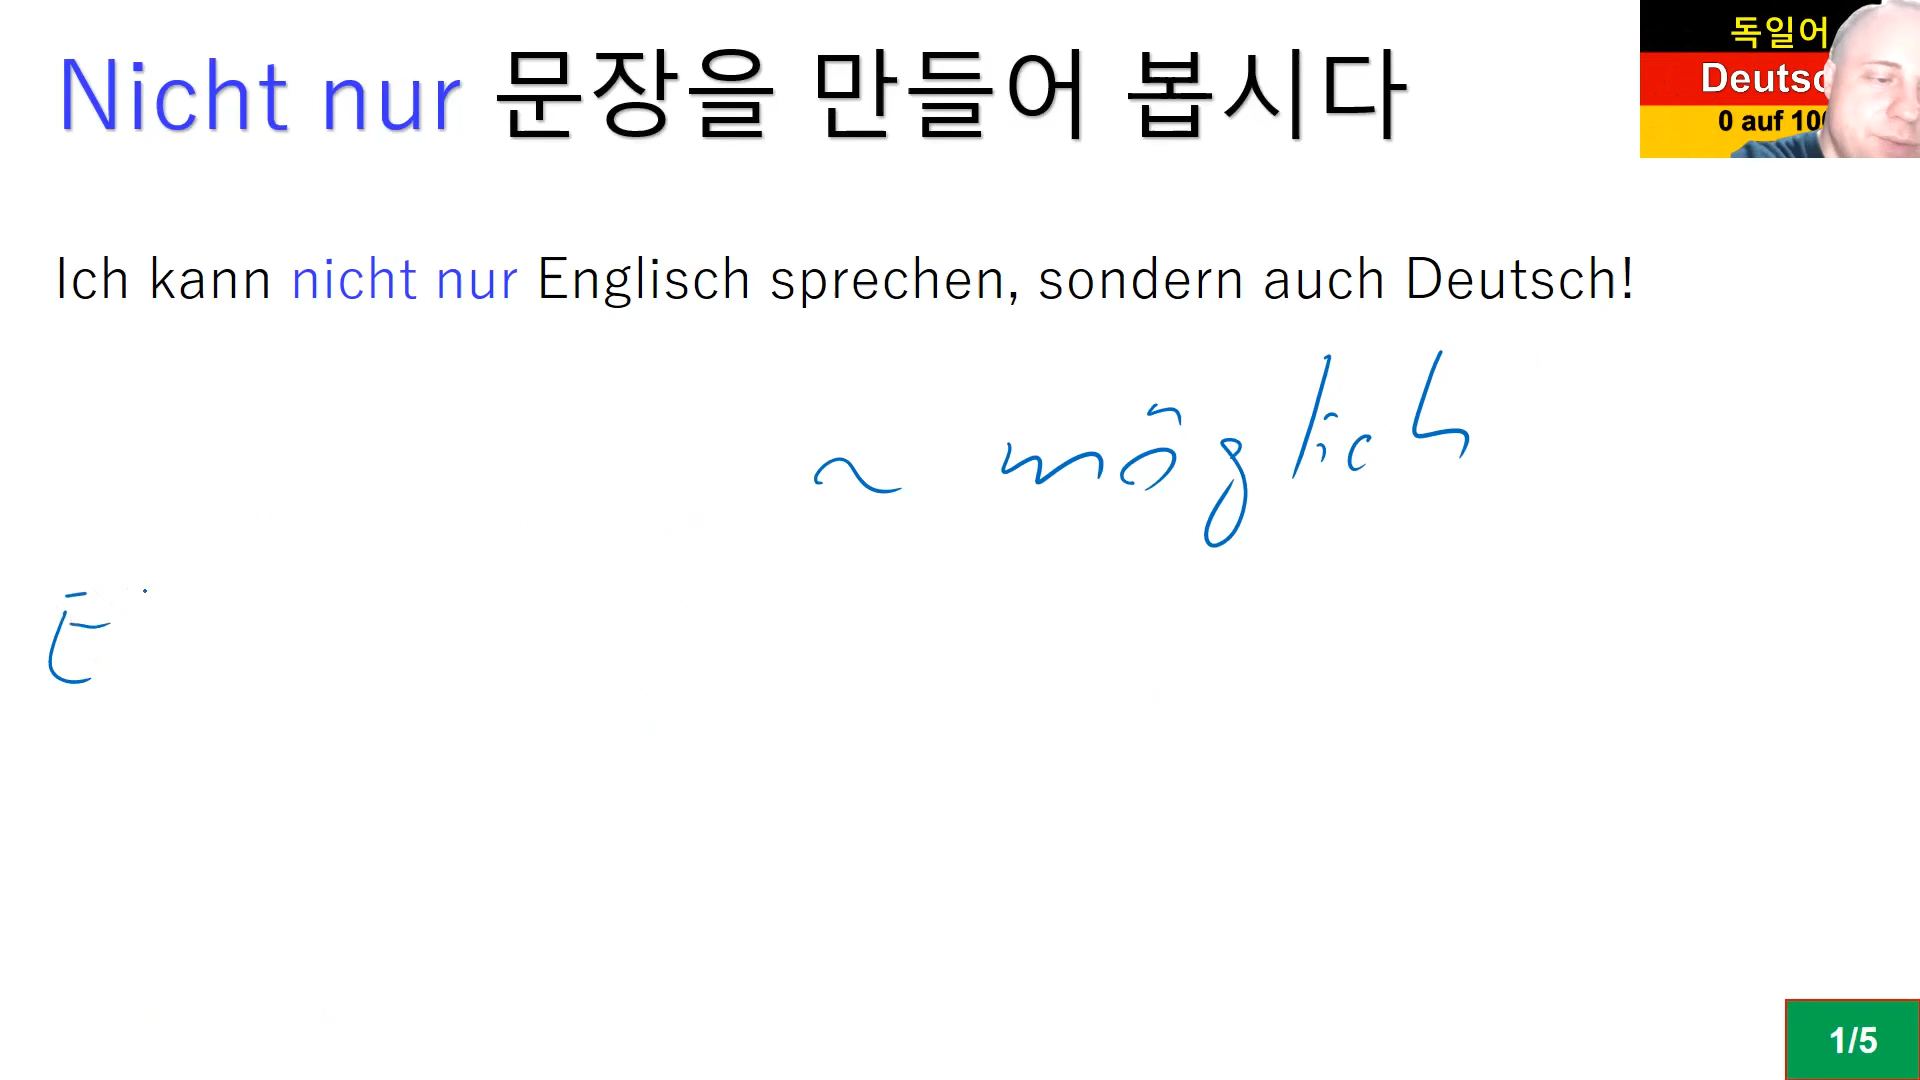 Nicht nur 문장을 만들어 봅시다
독일어
Deutsc
0 auf 10
Ich kann nicht nur Englisch sprechen, sondern auch Deutsch!
~ möglich
E
1/5